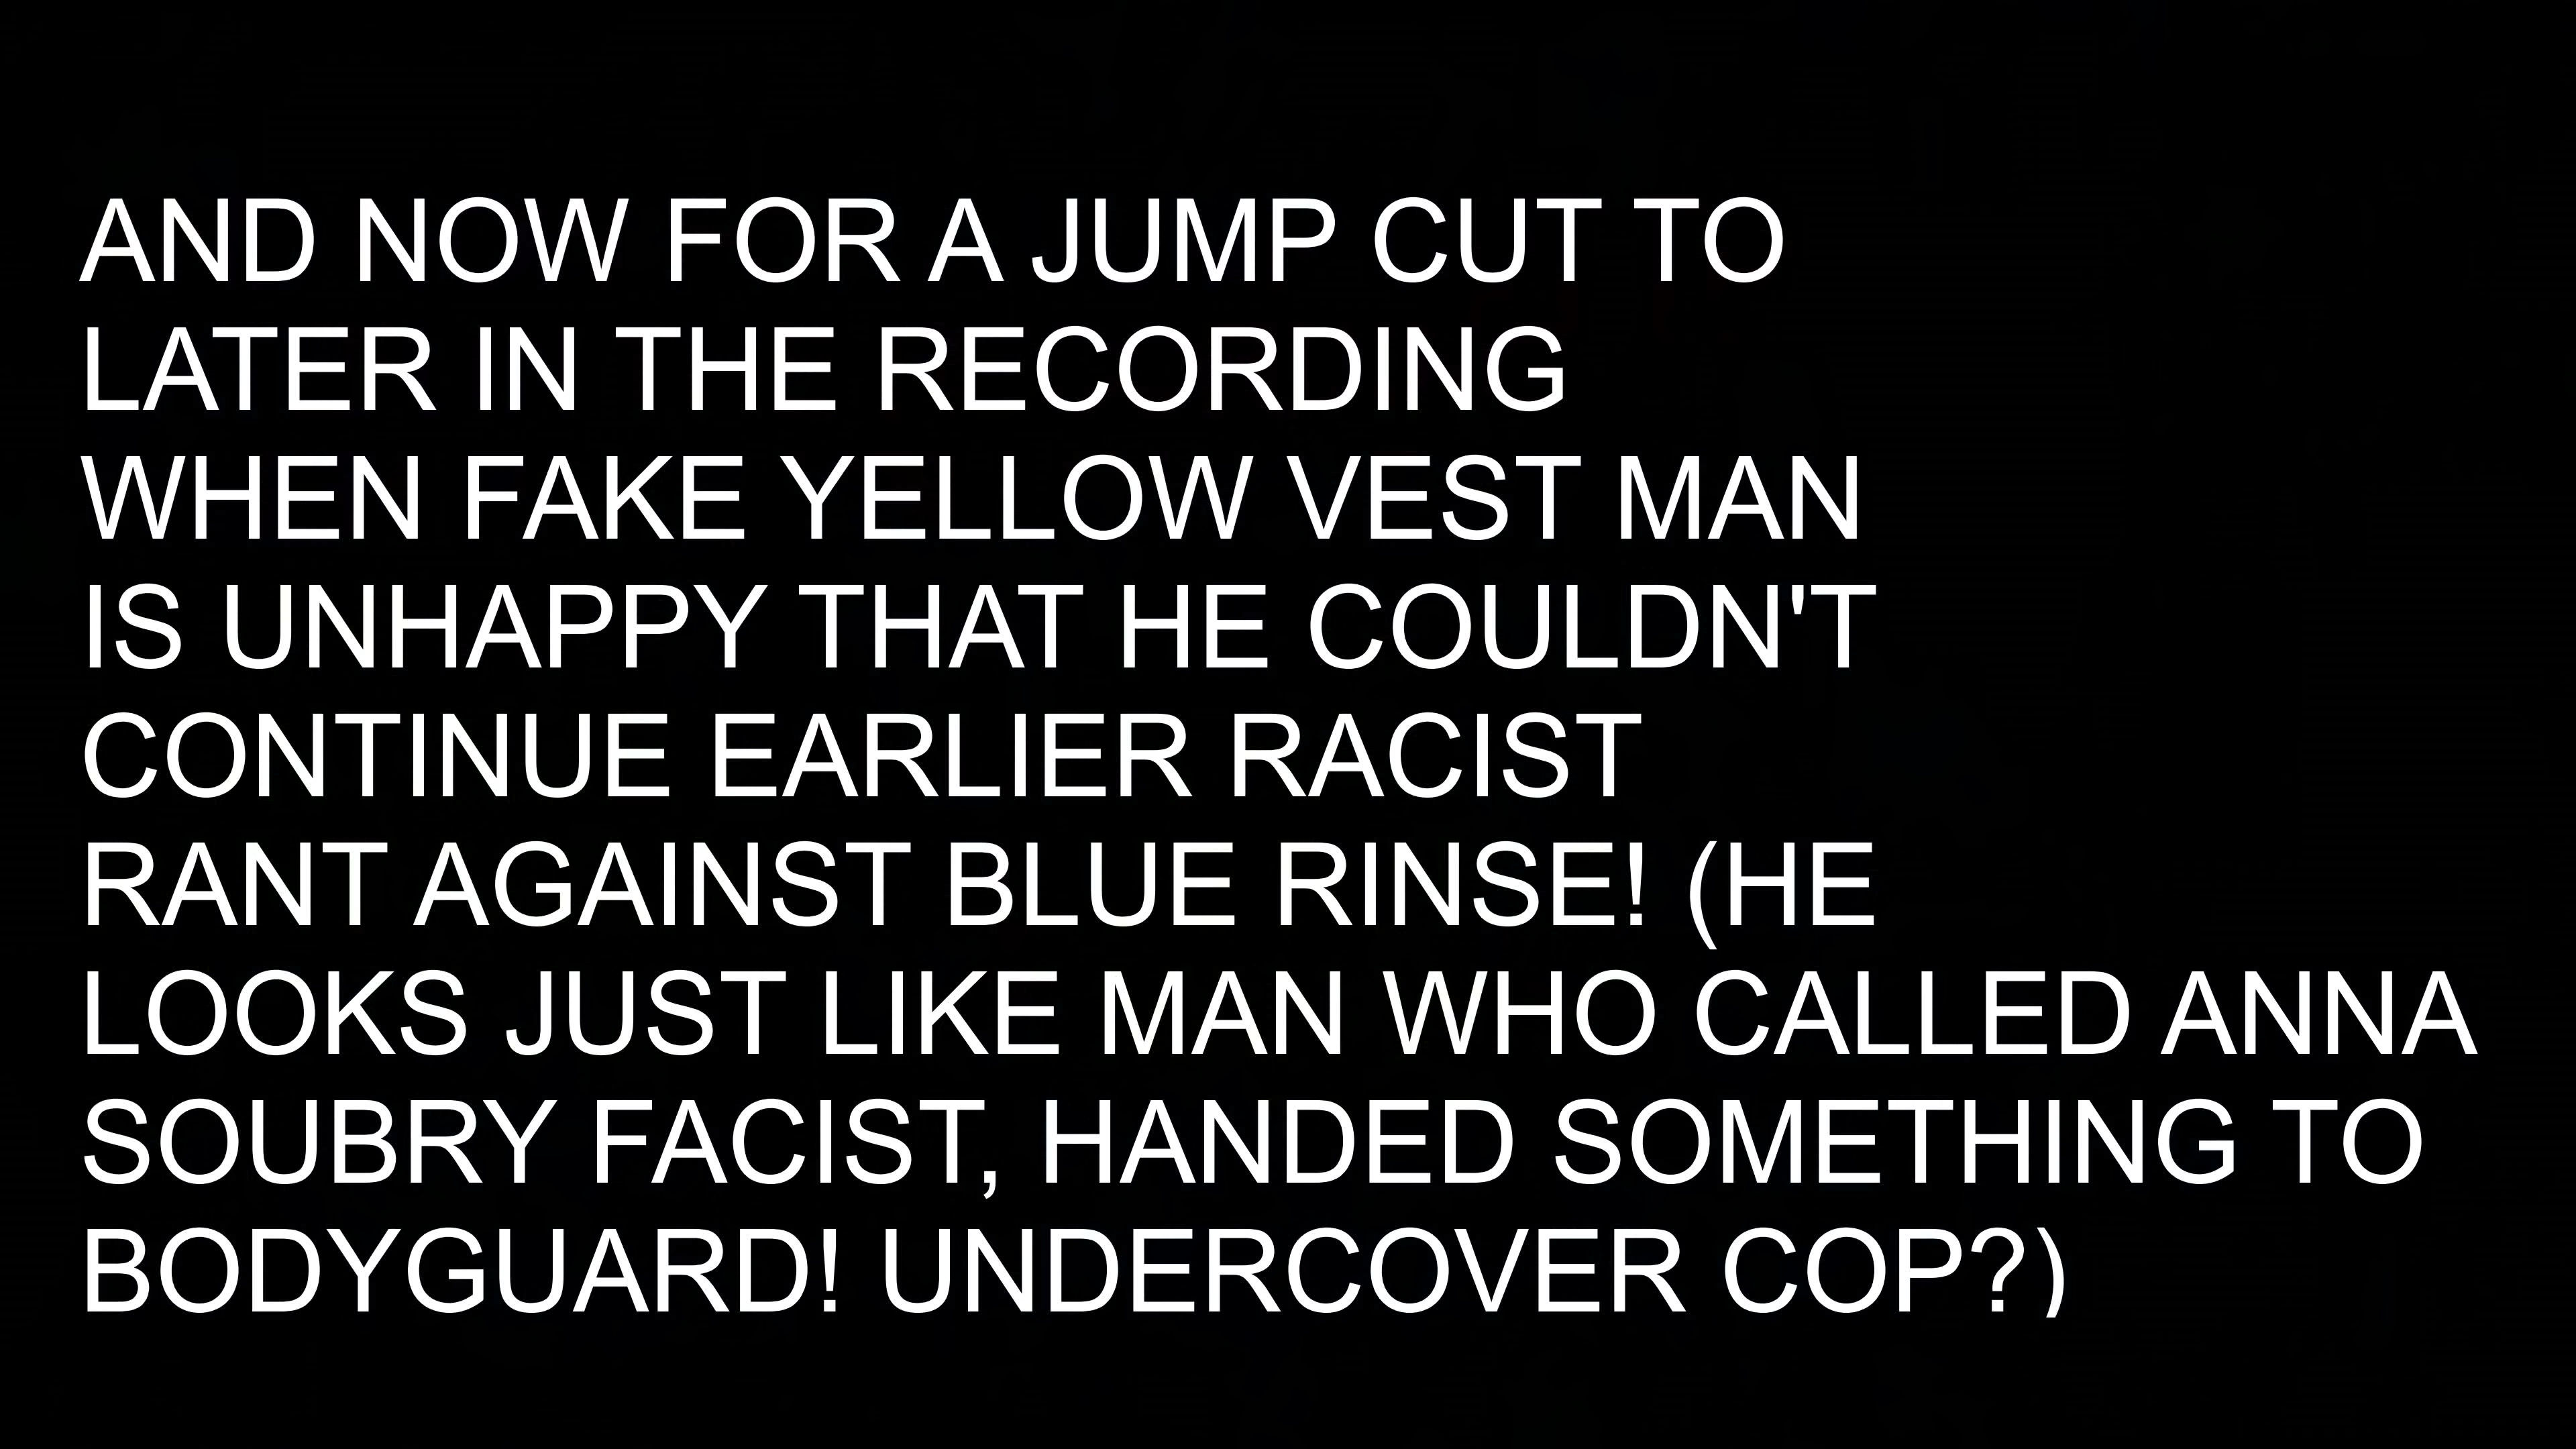 AND NOW FOR A JUMP CUT TO
LATER IN THE RECORDING
WHEN FAKE YELLOW VEST MAN
IS UNHAPPY THAT HE COULDN'T
CONTINUE EARLIER RACIST
RANT AGAINST BLUE RINSE! (HE
LOOKS JUST LIKE MAN WHO CALLED ANNA
SOUBRY FACIST, HANDED SOMETHING TO
BODYGUARD! UNDERCOVER COP?)